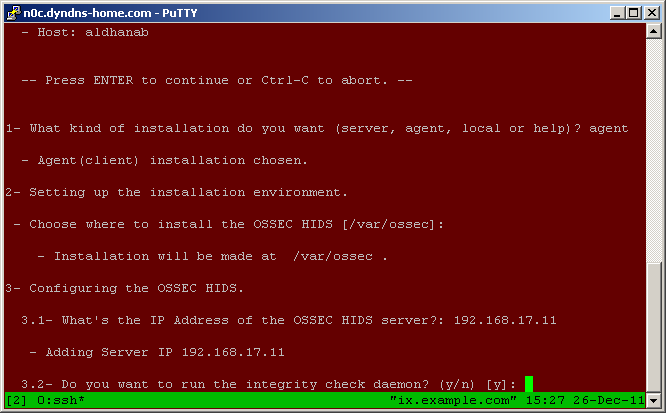 n0c.dyndns-home.com - PuTTY
- Host: aldhanab
-- Press ENTER to continue or Ctrl-C to abort. --
1- What kind of installation do you want (server, agent, local or help)? agent
- Agent(client) installation chosen.
2- Setting up the installation environment.
- Choose where to install the OSSEC HIDS [/var/ossec]:
- Installation will be made at  /var/ossec .
3- Configuring the OSSEC HIDS.
3.1- What's the IP Address of the OSSEC HIDS server?: 192.168.17.11
- Adding Server IP 192.168.17.11
3.2- Do you want to run the integrity check daemon? (y/n) [y]:
[2] 0:ssh* "ix.example.com" 15:27 26-Dec-11